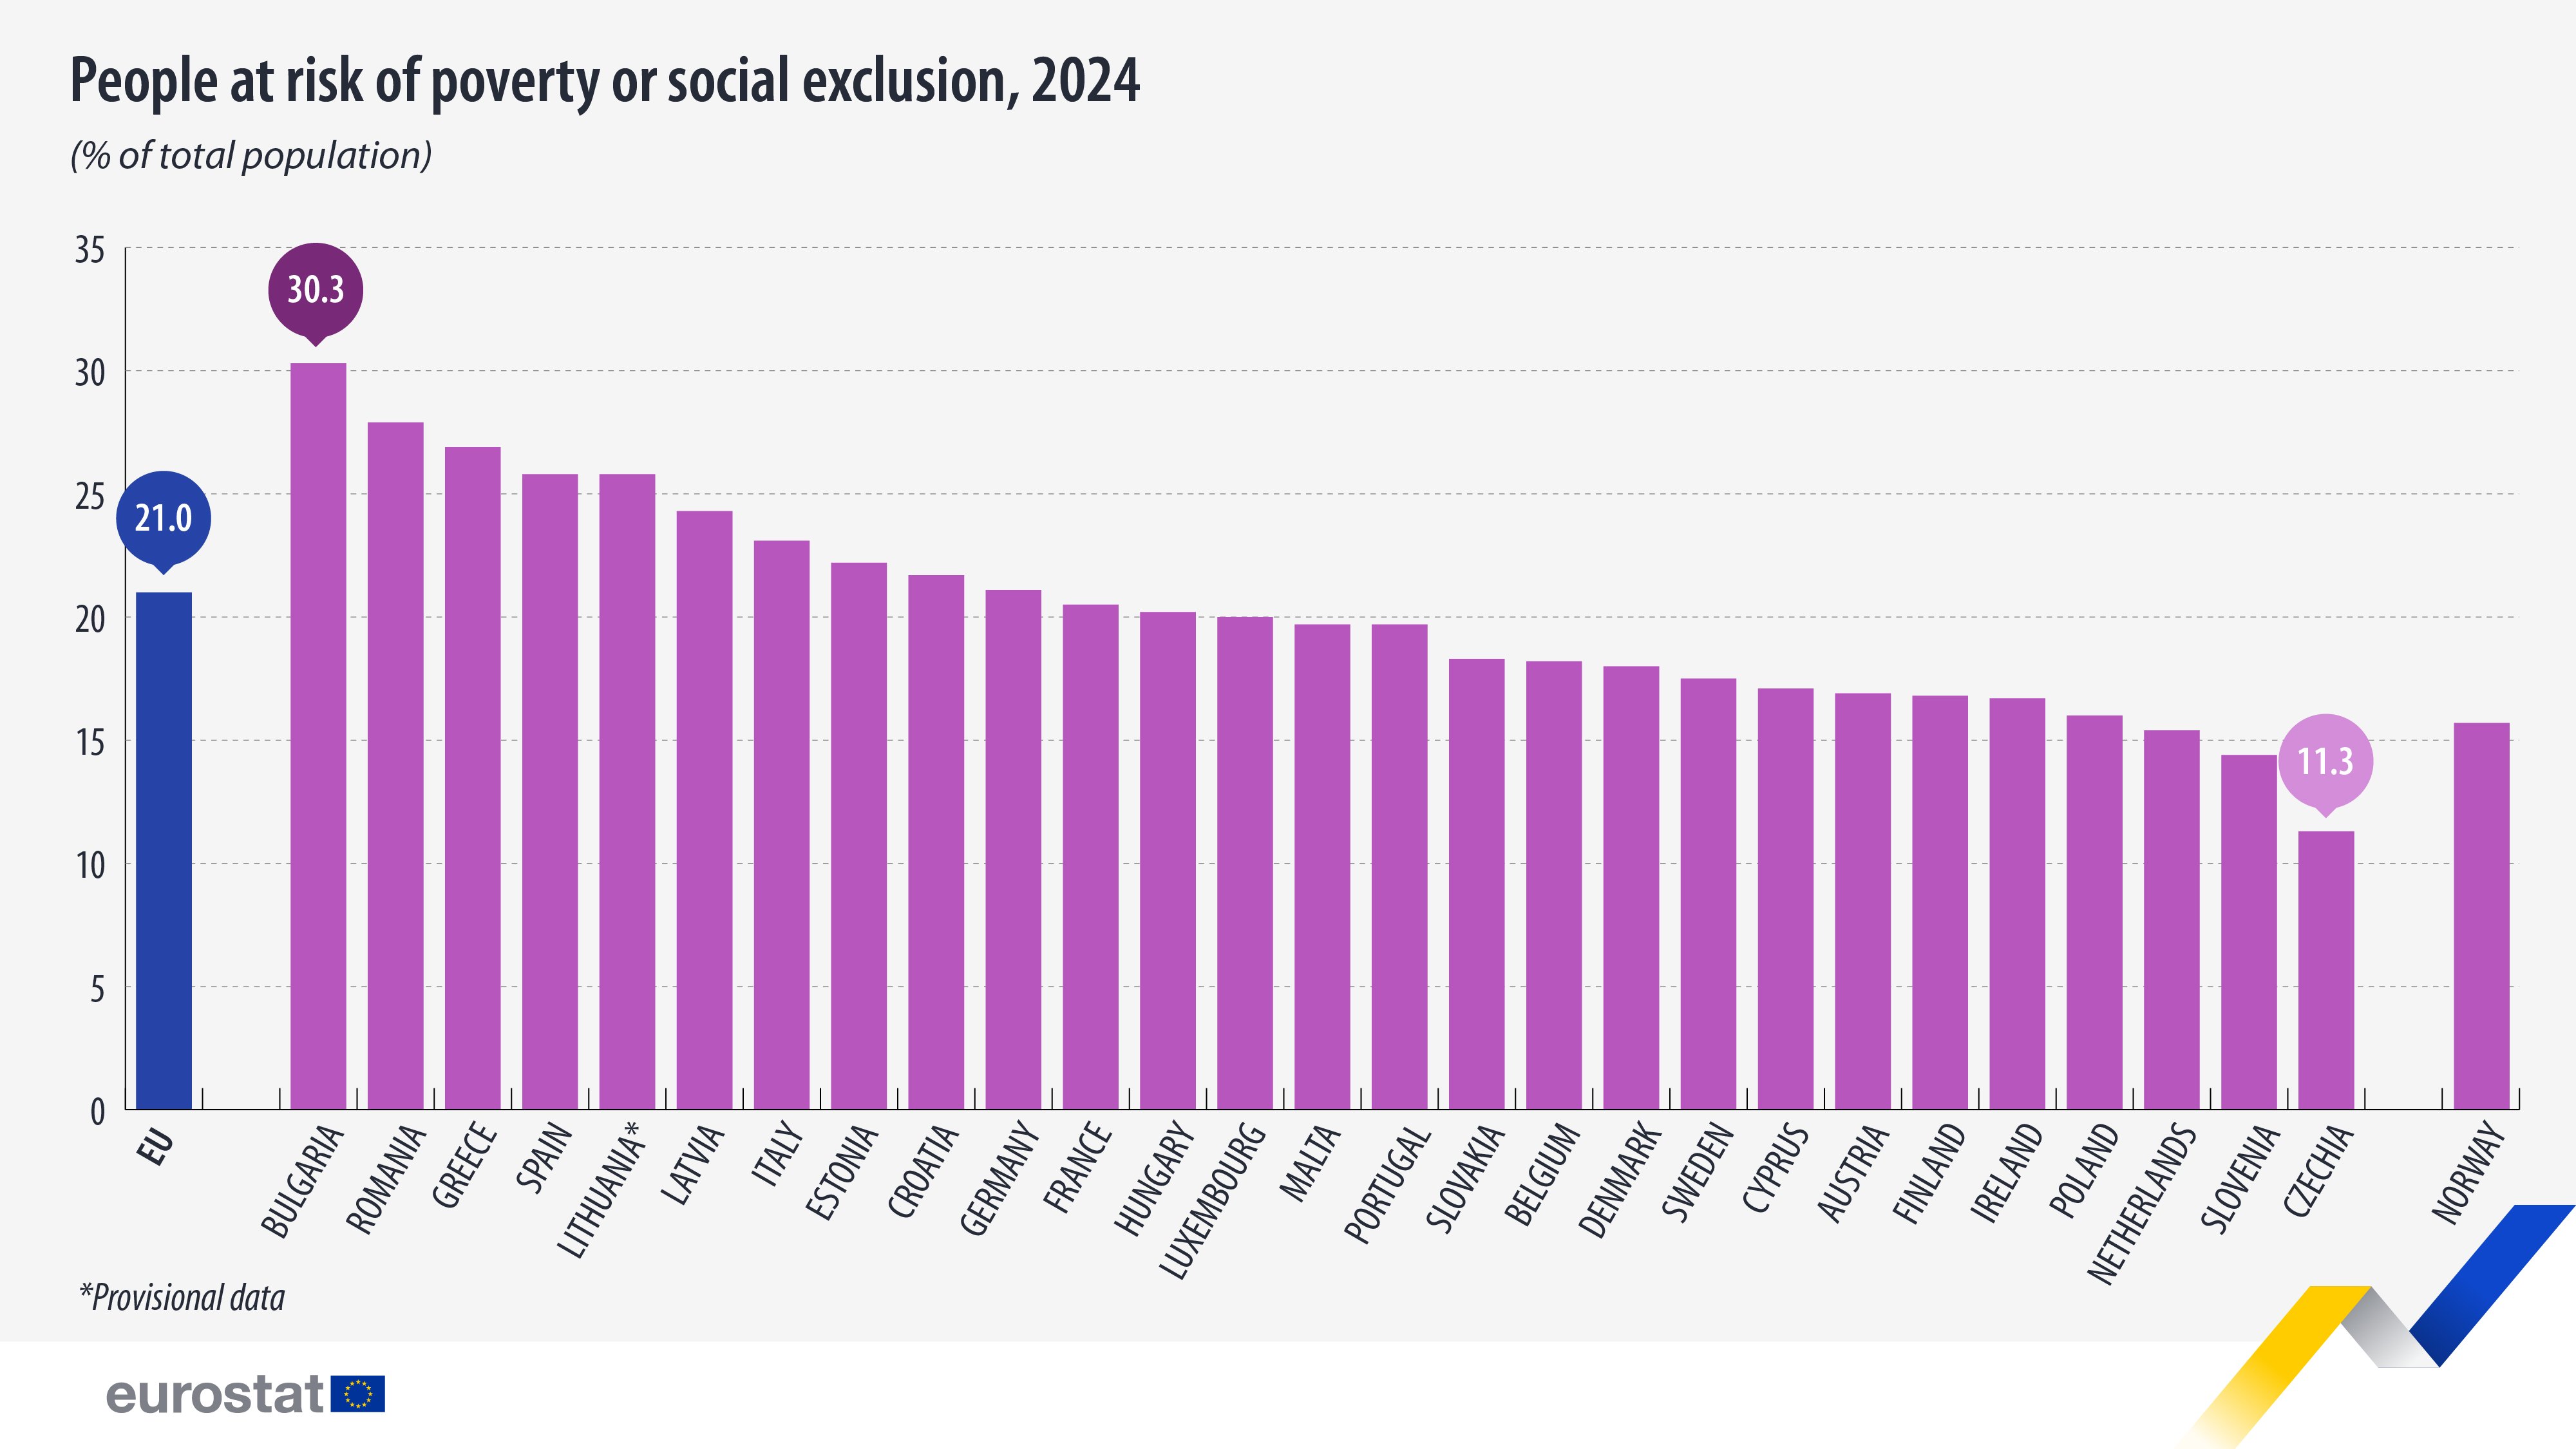 People at risk of poverty or social exclusion, 2024
(% of total population)
35
30
25
20
15
10
5
0
21.0
30.3
11.3
EU
BULGARIA
ROMANIA
GREECE
SPAIN
LITHUANIA*
LATVIA
ITALY
ESTONIA
CROATIA
GERMANY
FRANCE
HUNGARY
LUXEMBOURG
MALTA
PORTUGAL
SLOVAKIA
BELGIUM
DENMARK
SWEDEN
CYPRUS
AUSTRIA
FINLAND
IRELAND
POLAND
NETHERLANDS
SLOVENIA
CZECHIA
NORWAY
*Provisional data
eurostat